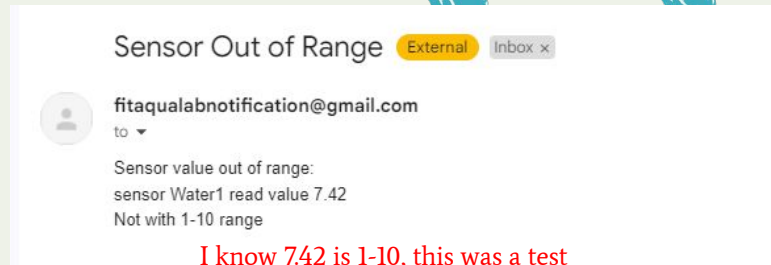 Sensor Out of Range External Inbox ×
fitaqualabnotification@gmail.com
to
Sensor value out of range:
sensor Water1 read value 7.42
Not with 1-10 range
I know 7.42 is 1-10, this was a test